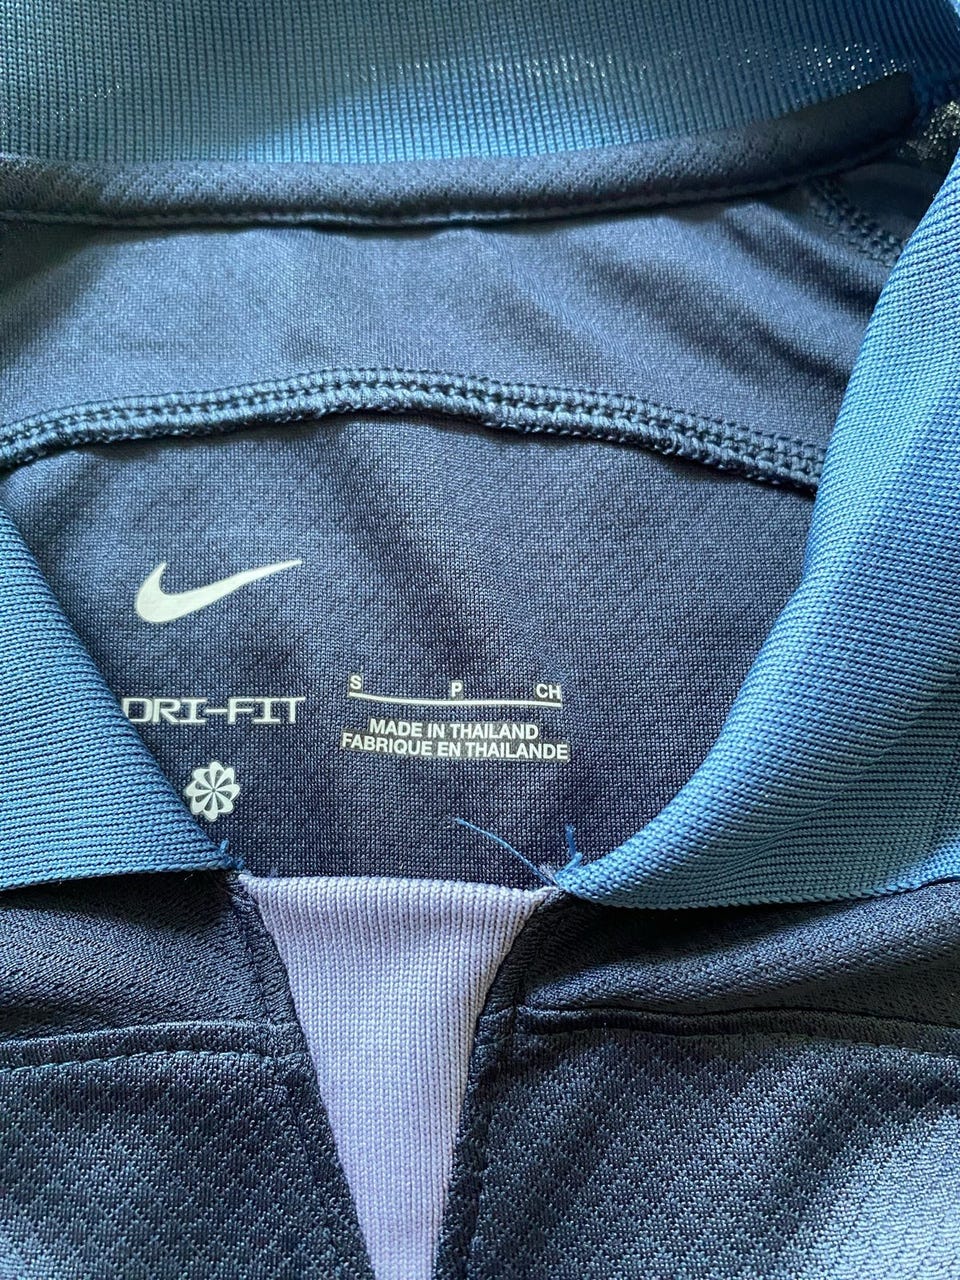 DRI-FIT
S P CH
MADE IN THAILAND
FABRIQUE EN THAILANDE